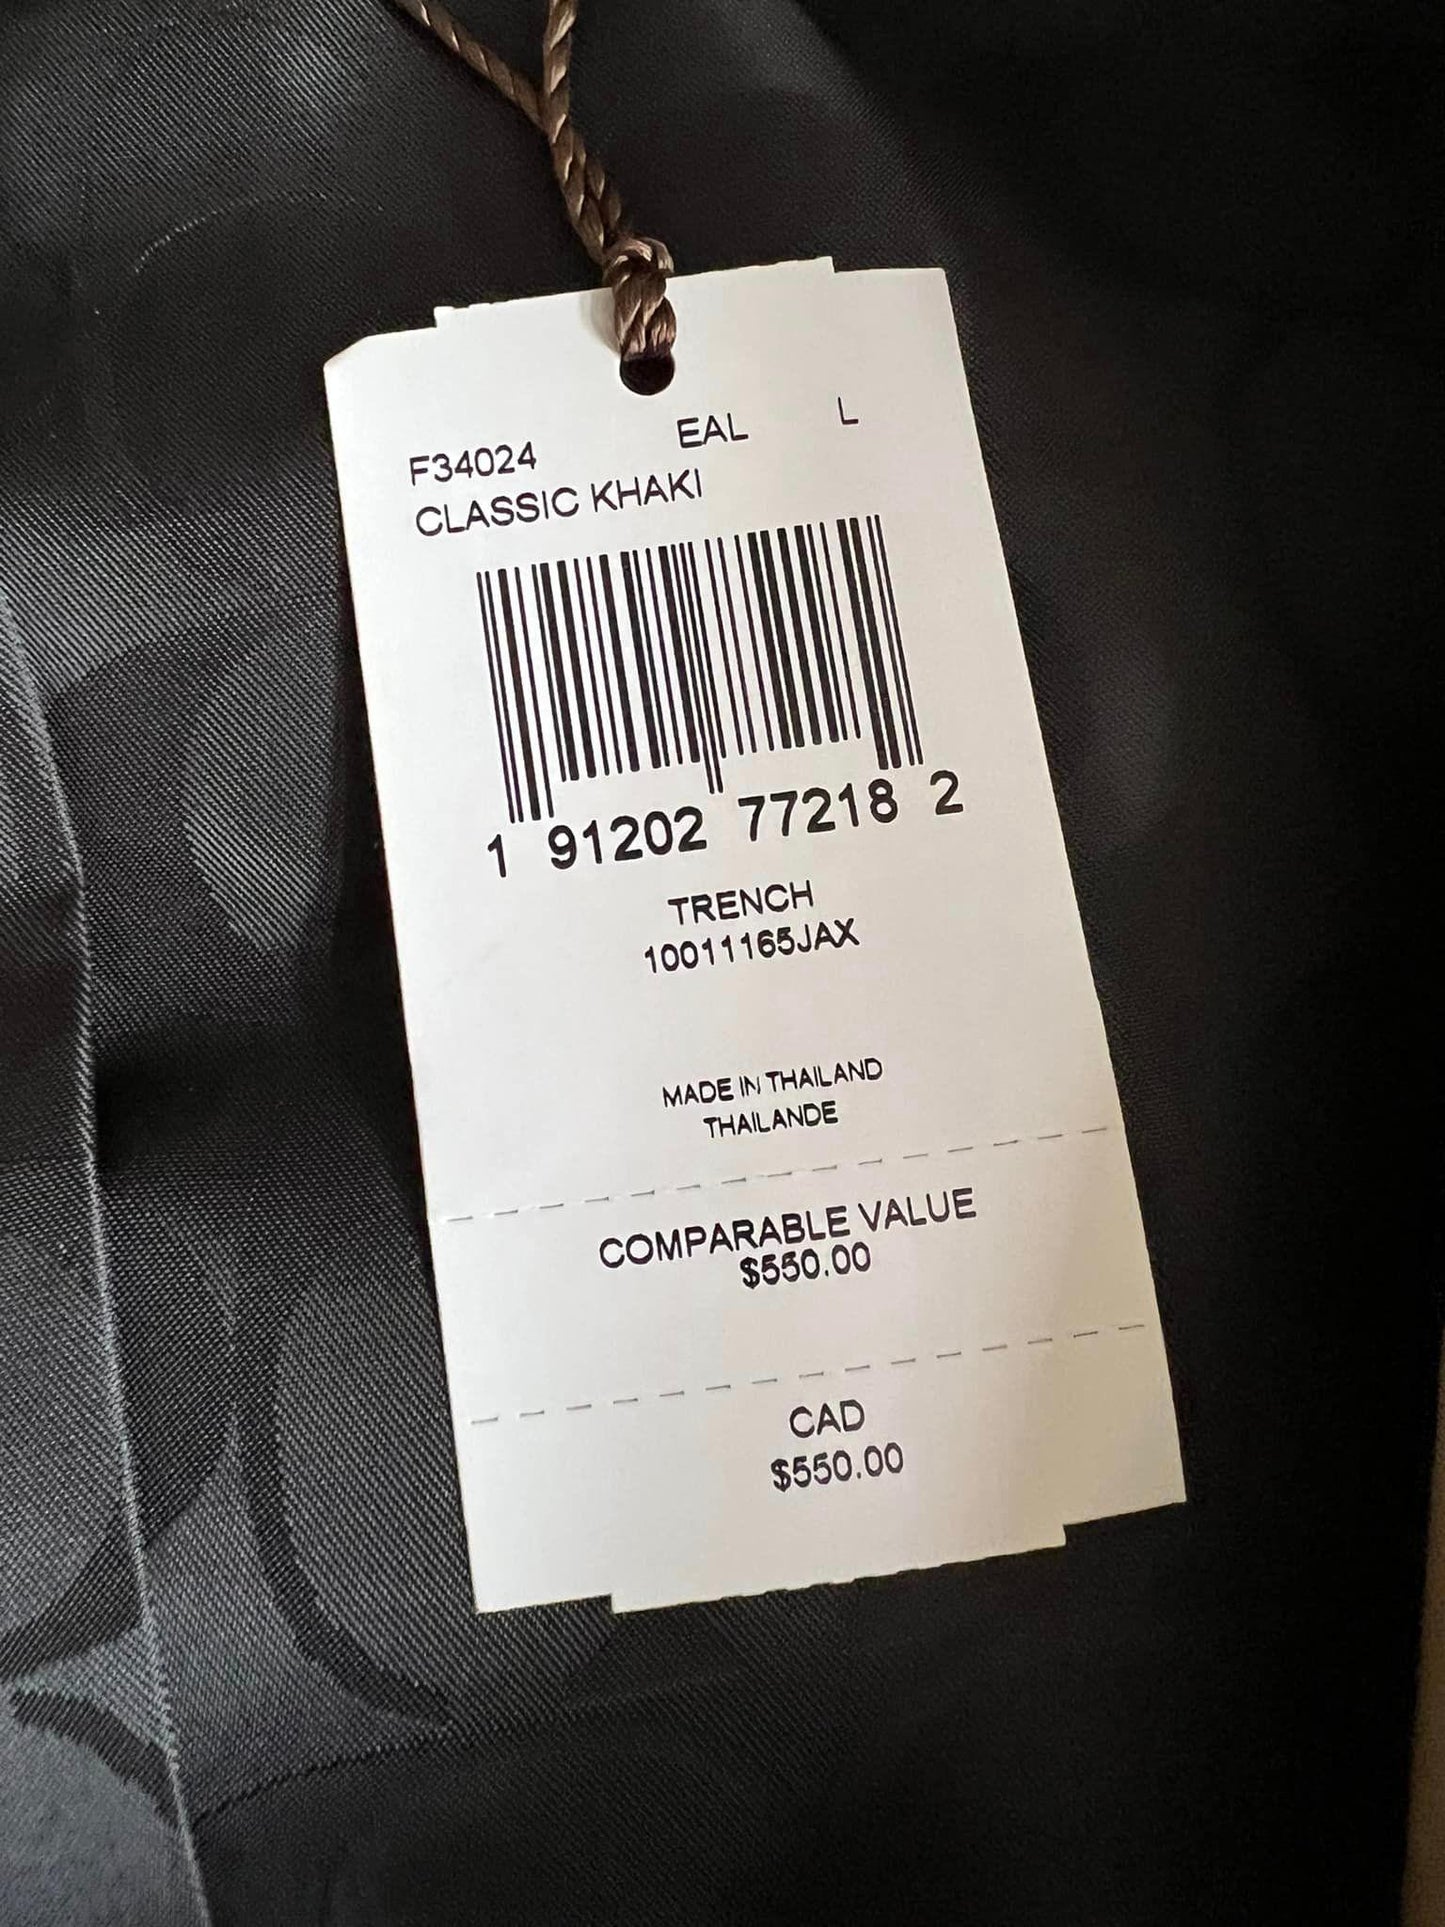 F34024 EAL L
CLASSIC KHAKI
1 91202 77218 2
TRENCH
10011165JAX
MADE IN THAILAND
THAILANDE
COMPARABLE VALUE
$550.00
CAD
$550.00